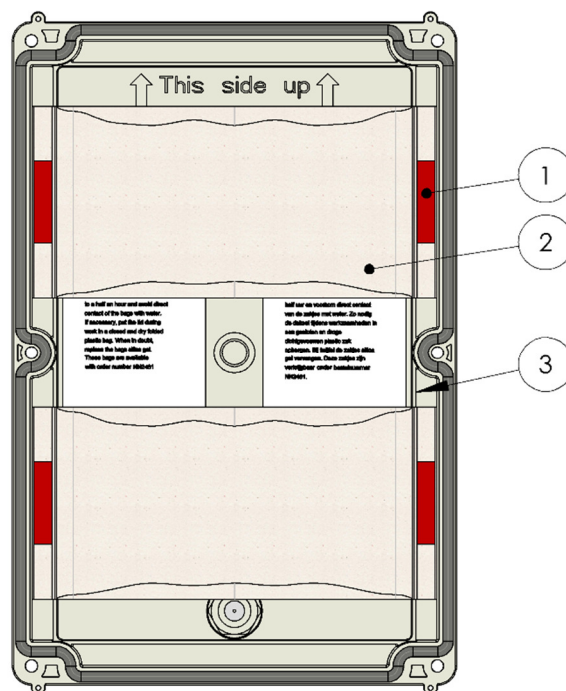 This side up
1
2
in a half an hour and avoid direct
contact of the bags with water.
If necessary, put the lid during
work in a closed and dry folded
plastic bag. When in doubt,
replace the bags silica gel.
These bags are available
with order number
half uur en voorkom direct contact
van de zakjes met water. Zo nodig
de deksel tijdens werkzaamheden in
een gesloten en droge
dichtgevouwen plastic zak
opbergen. Bij twijfel de zakjes silica
gel vervangen. Deze zakjes zijn
verkrijgbaar onder bestelnummer
3